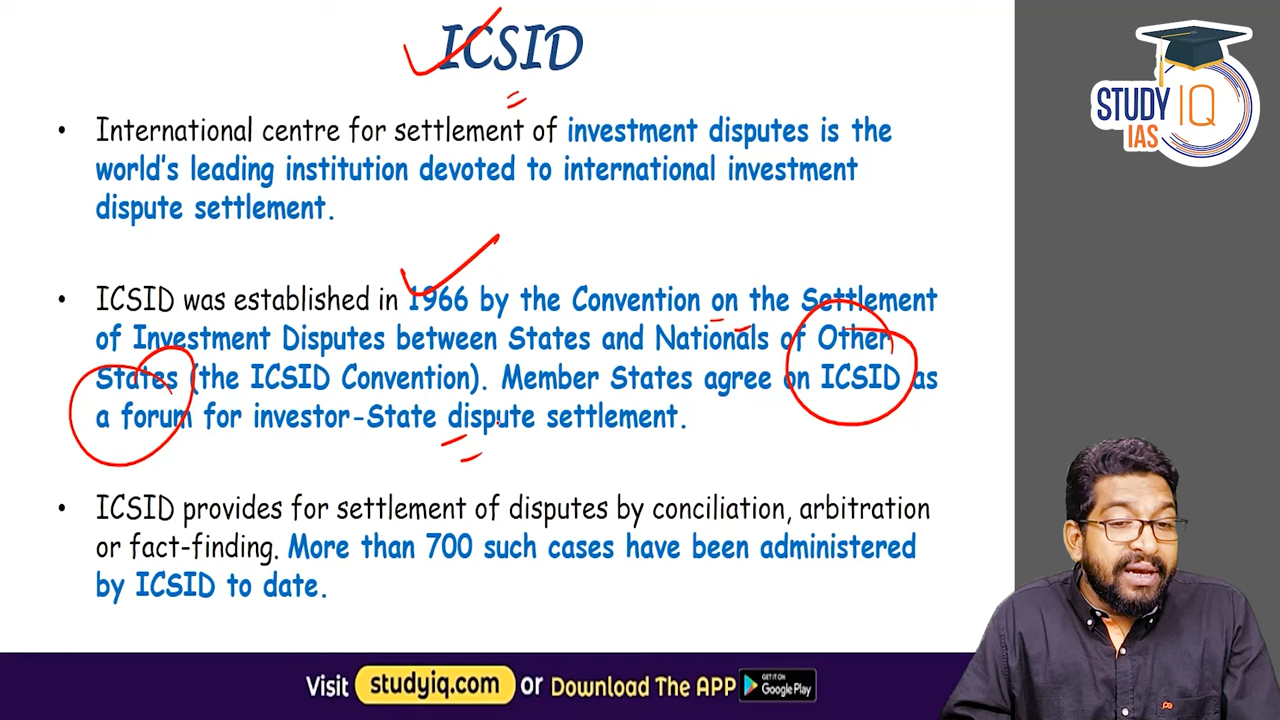 ICSID
STUDY IQ
IAS
• International centre for settlement of investment disputes is the
world's leading institution devoted to international investment
dispute settlement.
• ICSID was established in 1966 by the Convention on the Settlement
of Investment Disputes between States and Nationals of Other
States (the ICSID Convention). Member States agree on ICSID as
a forum for investor-State dispute settlement.
• ICSID provides for settlement of disputes by conciliation, arbitration
or fact-finding. More than 700 such cases have been administered
by ICSID to date.
Visit studyiq.com or Download The APP GET IT ON Google Play